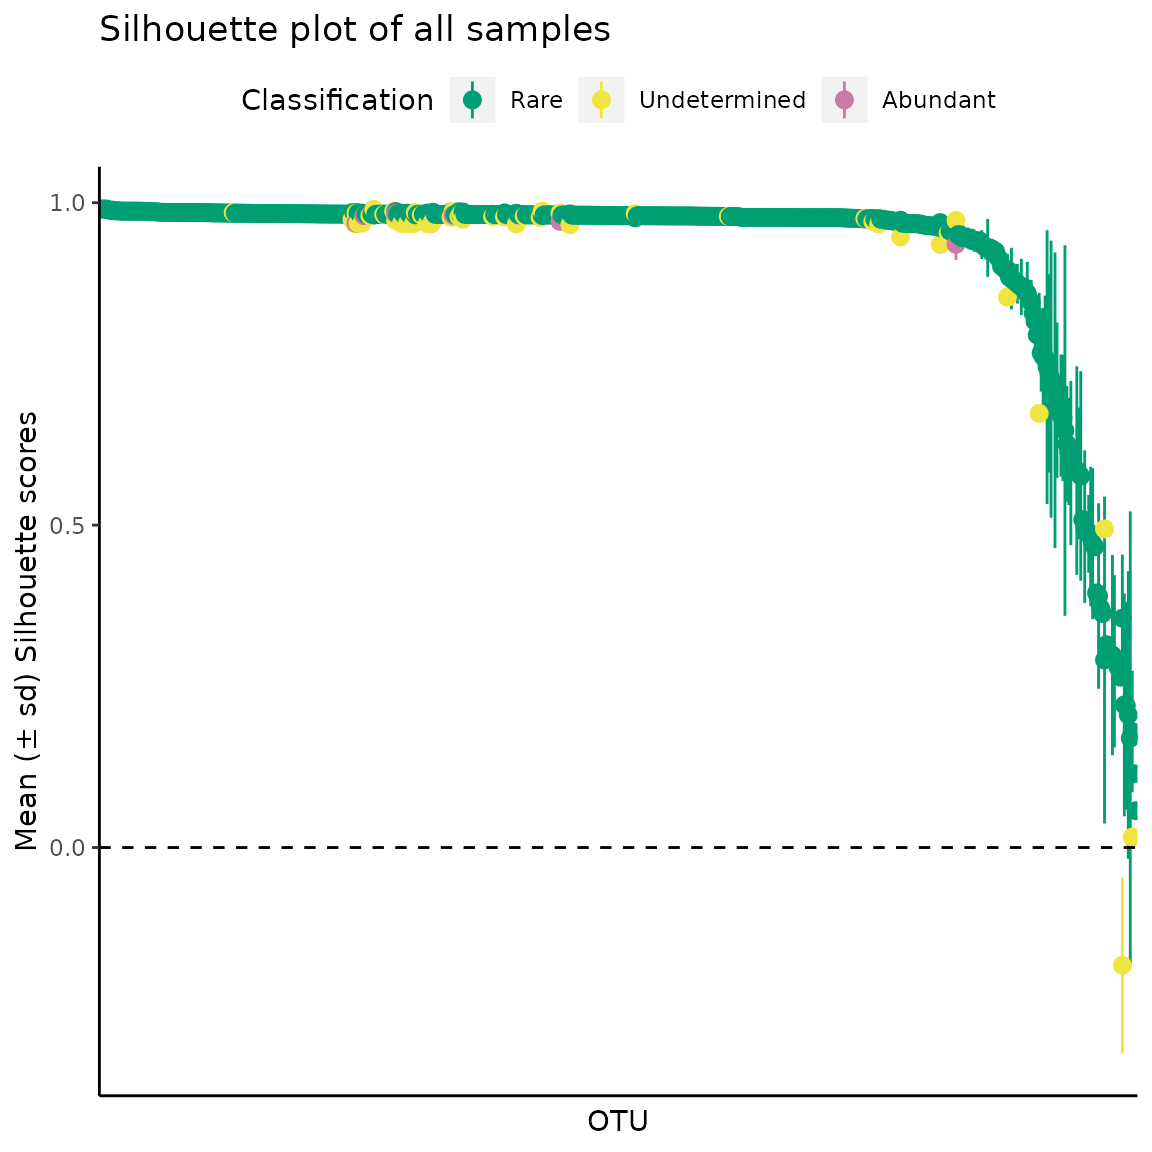 Silhouette plot of all samples
Classification Rare Undetermined Abundant
1.0
0.5
0.0
Mean (± sd) Silhouette scores
OTU